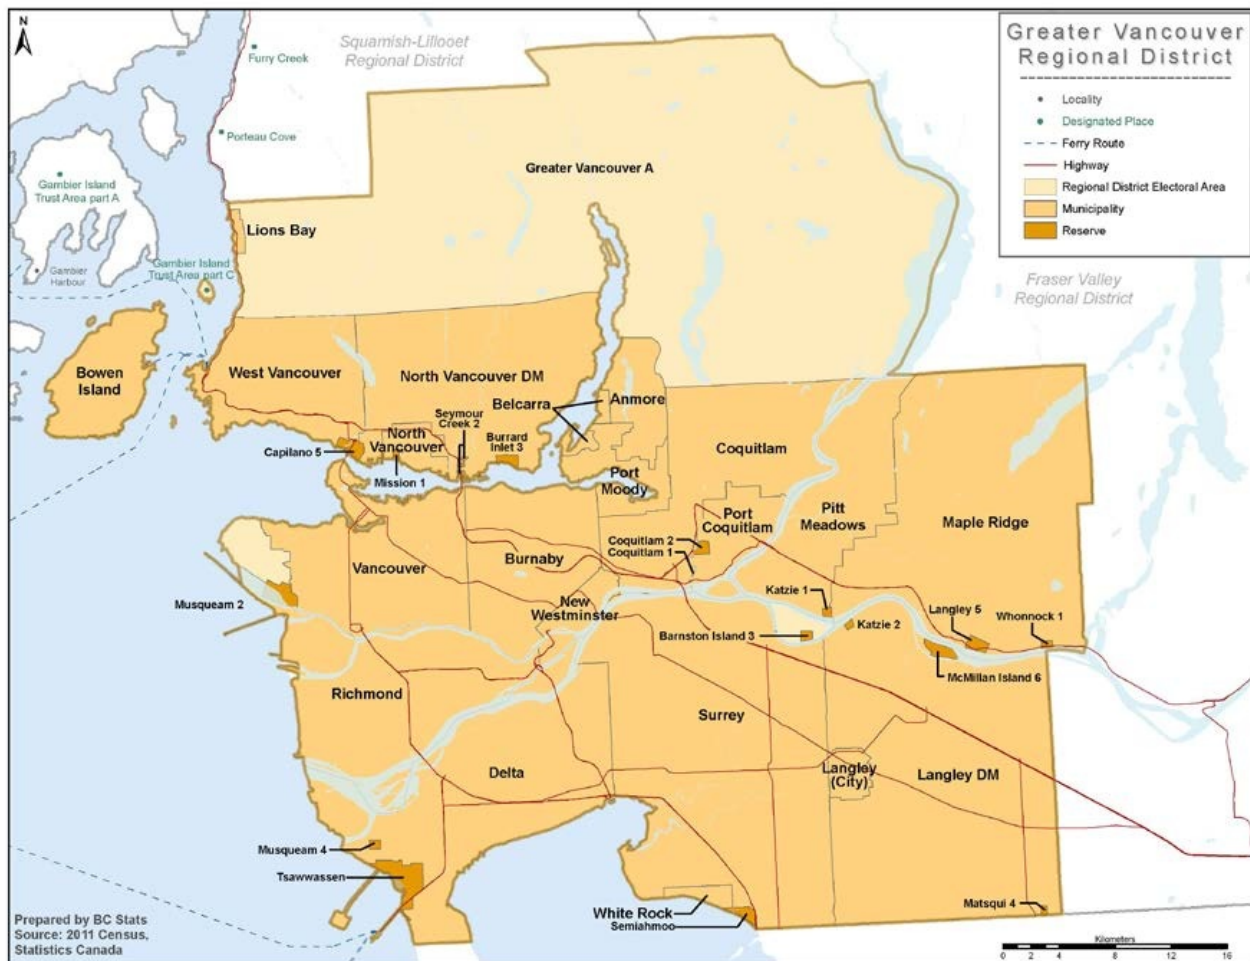 N
Squamish-Lillooet
Regional District
Furry Creek
Porteau Cove
Gambier Island
Trust Area part A
Gambier
Harbour
Gambier Island
Trust Area part C
Lions Bay
Greater Vancouver A
Greater Vancouver
Regional District
Locality
Designated Place
Ferry Route
Highway
Regional District Electoral Area
Municipality
Reserve
Fraser Valley
Regional District
Bowen
Island
West Vancouver
North Vancouver DM
Belcarra
Anmore
Seymour
Creek 2
North
Vancouver
Burrard
Inlet 3
Capilano 5
Mission 1
Port
Moody
Coquitlam
Port
Coquitlam
Pitt
Meadows
Maple Ridge
Coquitlam 2
Coquitlam 1
Burnaby
Vancouver
New
Westminster
Musqueam 2
Katzie 1
Katzie 2
Barnston Island 3
Langley 5
Whonnock 1
McMillan Island 6
Richmond
Surrey
Delta
Langley
(City)
Langley DM
Musqueam 4
Tsawwassen
White Rock
Semiahmoo
Matsqui 4
Prepared by BC Stats
Source: 2011 Census,
Statistics Canada
Kilometers
0 2 4 8 12 16